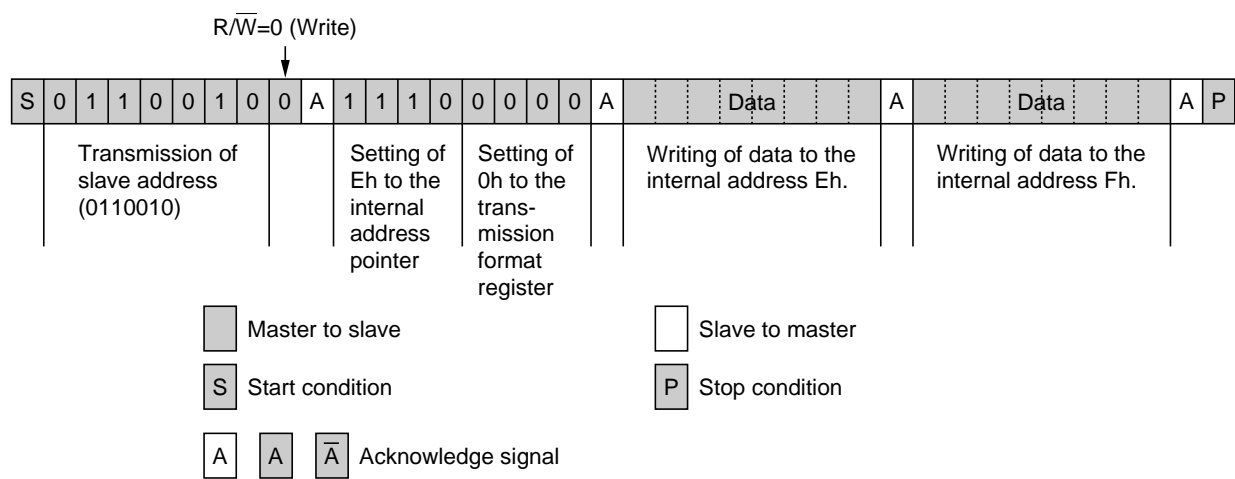 R/W̅=0 (Write)
S 0 1 1 0 0 1 0 0 A 1 1 1 0 0 0 0 0 A Data A Data A P
Transmission of
slave address
(0110010)
Setting of
Eh to the
internal
address
pointer
Setting of
0h to the
trans-
mission
format
register
Writing of data to the
internal address Eh.
Writing of data to the
internal address Fh.
Master to slave
Slave to master
S Start condition
P Stop condition
A A A̅ Acknowledge signal